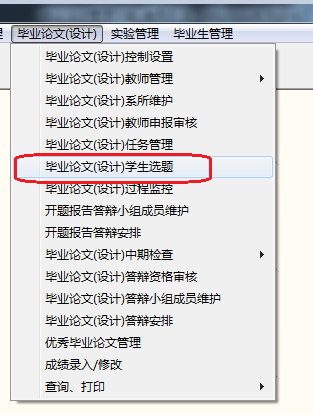 理 毕业论文(设计) 实验管理 毕业生管理
毕业论文(设计)控制设置
毕业论文(设计)教师管理
毕业论文(设计)系所维护
毕业论文(设计)教师申报审核
毕业论文(设计)任务管理
毕业论文(设计)学生选题
毕业论文(设计)过程监控
开题报告答辩小组成员维护
开题报告答辩安排
毕业论文(设计)中期检查
毕业论文(设计)答辩资格审核
毕业论文(设计)答辩小组成员维护
毕业论文(设计)答辩安排
优秀毕业论文管理
成绩录入/修改
查询、打印